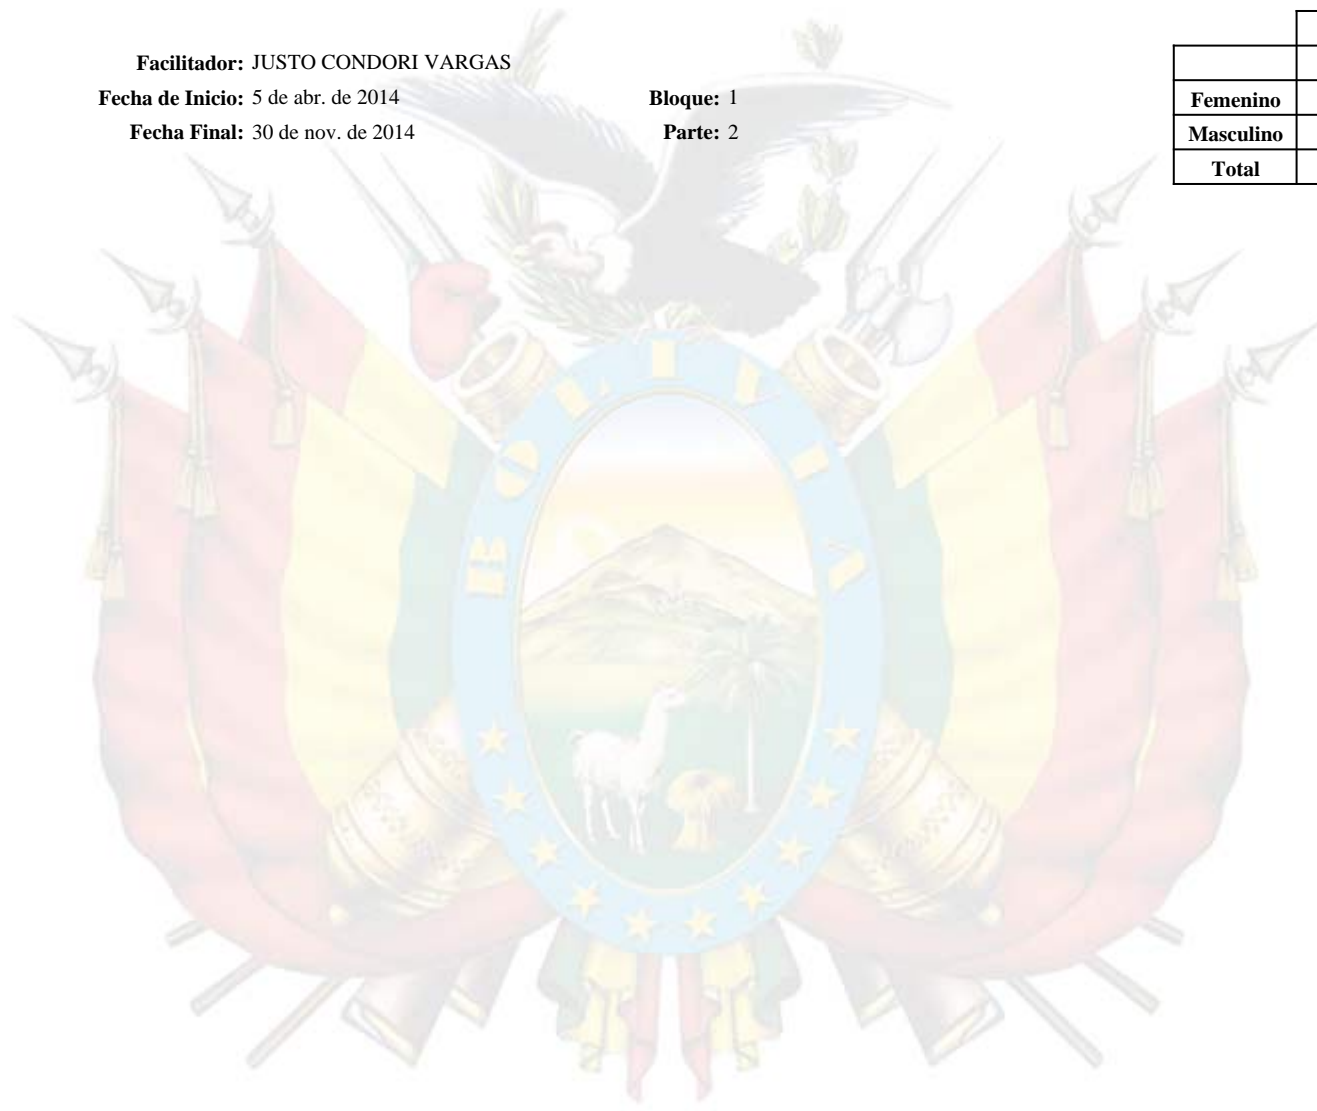 Facilitador: JUSTO CONDORI VARGAS
Fecha de Inicio: 5 de abr. de 2014 Bloque: 1
Fecha Final: 30 de nov. de 2014 Parte: 2
Femenino
Masculino
Total
BOLIVIA